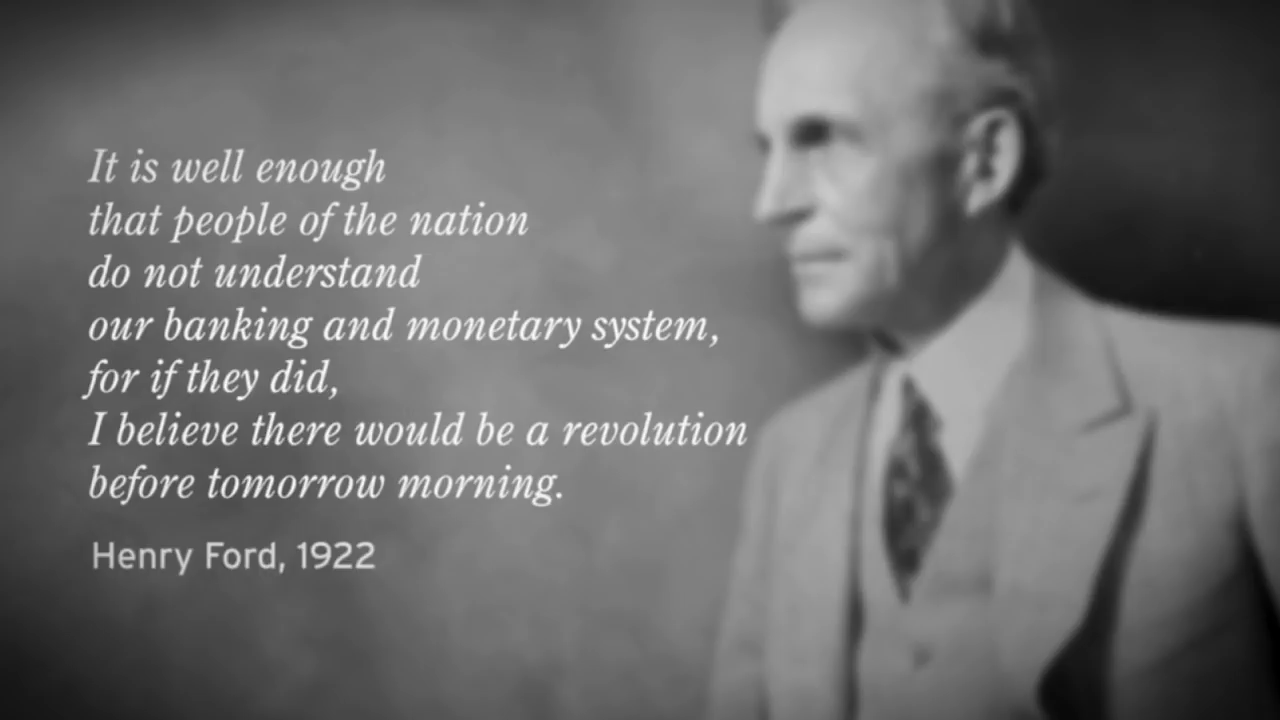 It is well enough
that people of the nation
do not understand
our banking and monetary system,
for if they did,
I believe there would be a revolution
before tomorrow morning.
Henry Ford, 1922